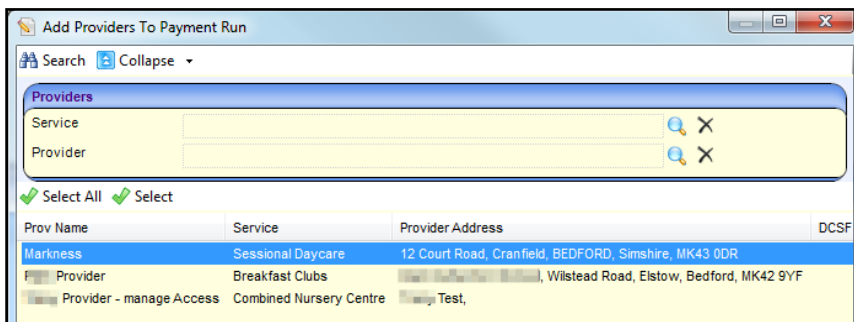 Add Providers To Payment Run
Search Collapse
Providers
Service
Provider
Select All Select
Prov Name Service Provider Address DCSF
Markness Sessional Daycare 12 Court Road, Cranfield, BEDFORD, Simshire, MK43 0DR
Provider Breakfast Clubs , Wilstead Road, Elstow, Bedford, MK42 9YF
Provider - manage Access Combined Nursery Centre Test,